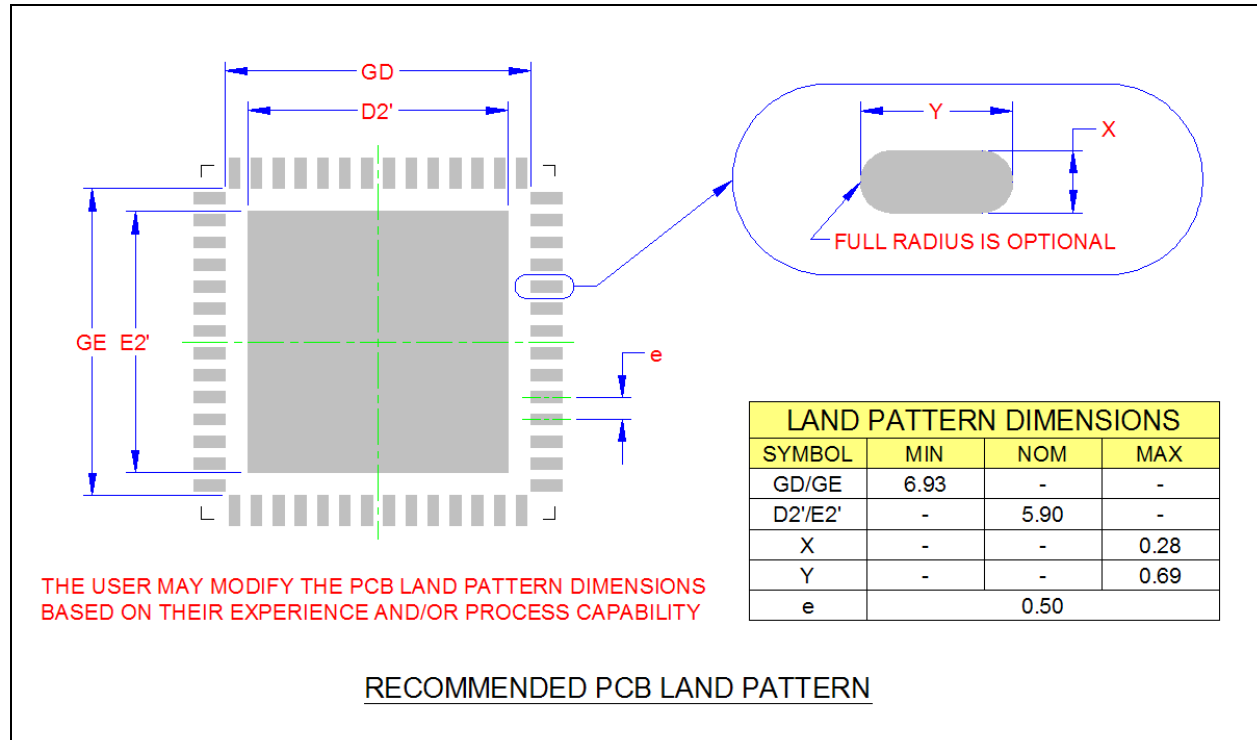 GD
D2'
Y
X
FULL RADIUS IS OPTIONAL
GE E2'
e
LAND PATTERN DIMENSIONS
SYMBOL MIN NOM MAX
GD/GE 6.93 - -
D2'/E2' - 5.90 -
X - - 0.28
Y - - 0.69
e 0.50
THE USER MAY MODIFY THE PCB LAND PATTERN DIMENSIONS
BASED ON THEIR EXPERIENCE AND/OR PROCESS CAPABILITY
RECOMMENDED PCB LAND PATTERN